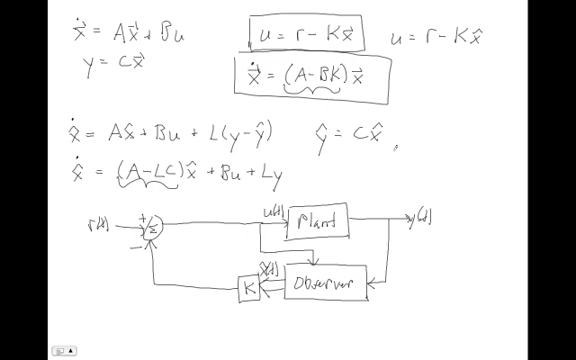 ẋ⃗ = Ax⃗ + Bu
u = r - Kx⃗
u = r - Kx̂
y = Cx⃗
ẋ⃗ = (A - BK)x⃗
x̂̇ = Ax̂ + Bu + L(y - ŷ)
ŷ = Cx̂,
x̂̇ = (A - LC)x̂ + Bu + Ly
r(t)
+
Σ
-
u(t)
Plant
y(t)
K
x̂(t)
Observer